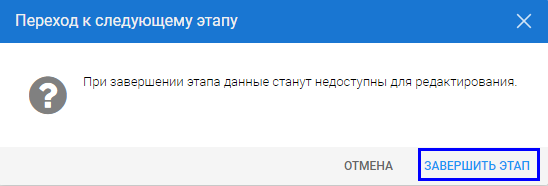 Переход к следующему этапу
При завершении этапа данные станут недоступны для редактирования.
ОТМЕНА ЗАВЕРШИТЬ ЭТАП